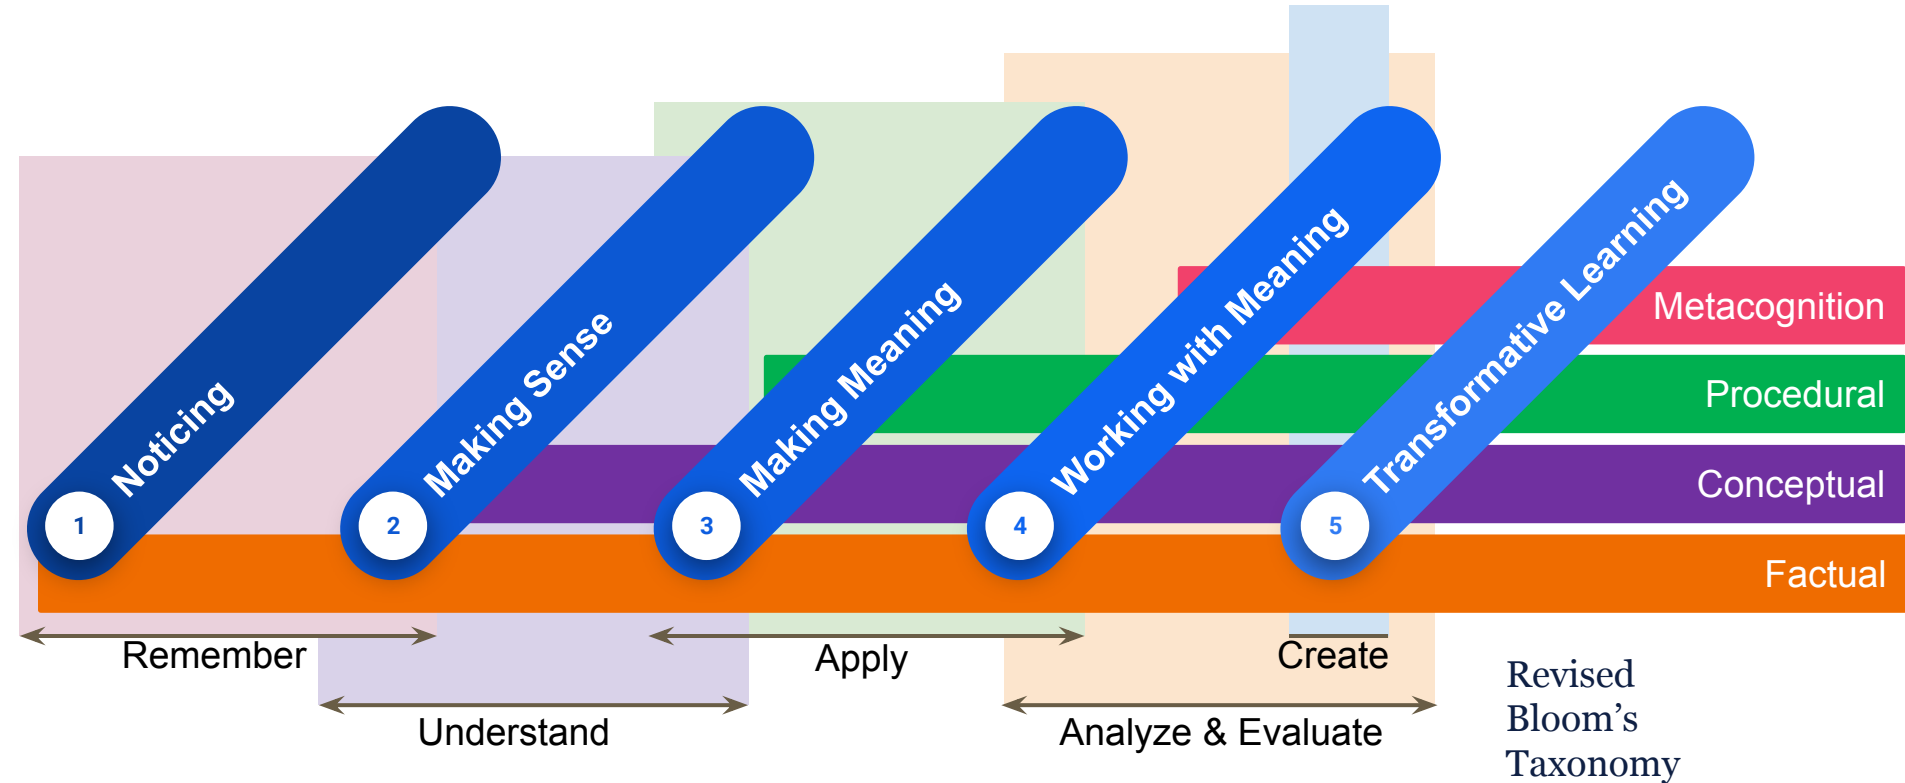 1
Noticing
2
Making Sense
3
Making Meaning
4
Working with Meaning
5
Transformative Learning
Metacognition
Procedural
Conceptual
Factual
Remember
Understand
Apply
Analyze & Evaluate
Create
Revised
Bloom’s
Taxonomy